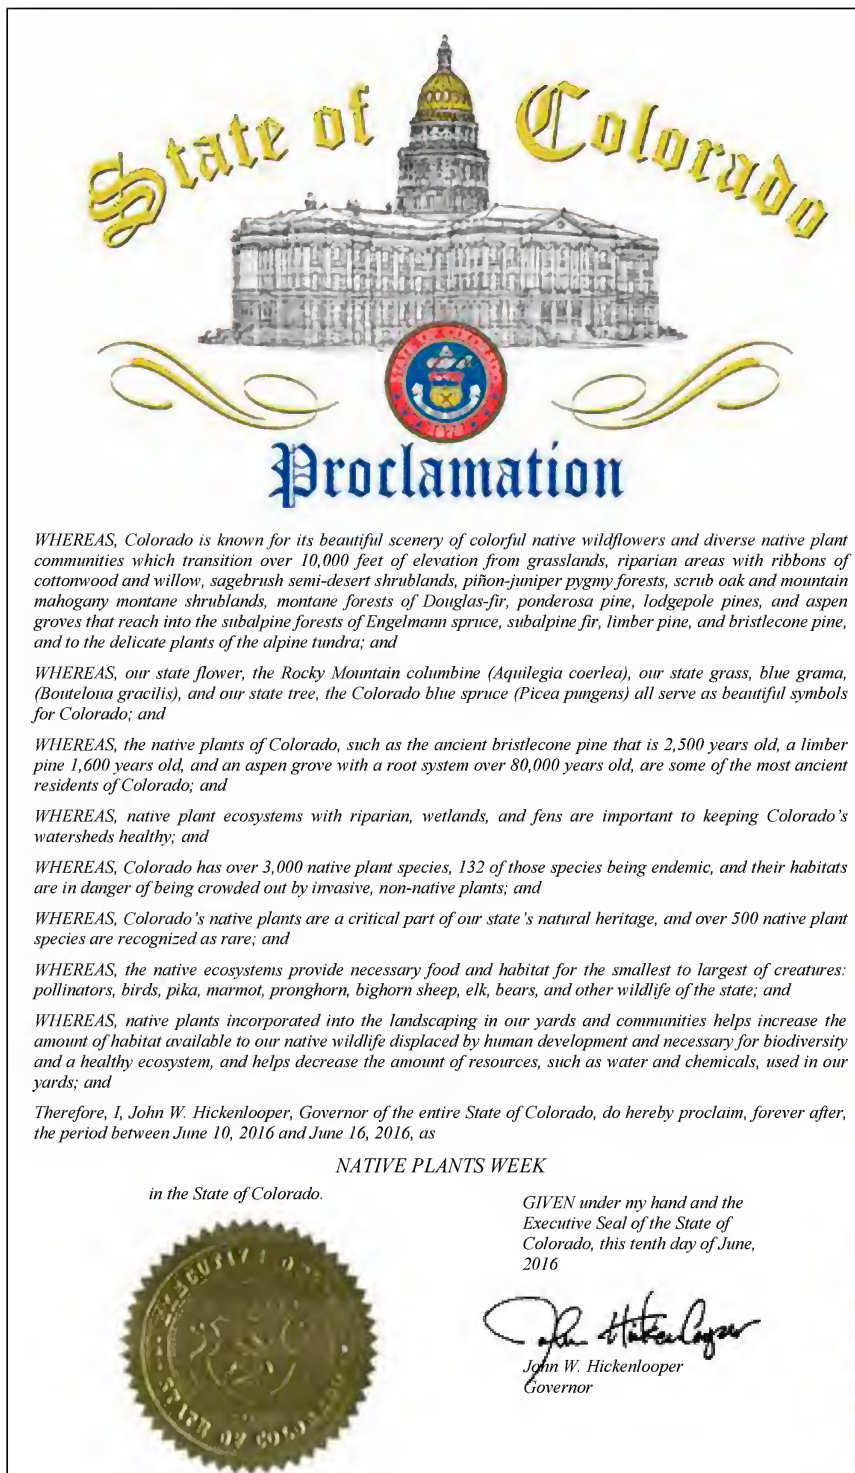 State of Colorado
Proclamation
WHEREAS, Colorado is known for its beautiful scenery of colorful native wildflowers and diverse native plant
communities which transition over 10,000 feet of elevation from grasslands, riparian areas with ribbons of
cottonwood and willow, sagebrush semi-desert shrublands, piñon-juniper pygmy forests, scrub oak and mountain
mahogany montane shrublands, montane forests of Douglas-fir, ponderosa pine, lodgepole pines, and aspen
groves that reach into the subalpine forests of Engelmann spruce, subalpine fir, limber pine, and bristlecone pine,
and to the delicate plants of the alpine tundra; and
WHEREAS, our state flower, the Rocky Mountain columbine (Aquilegia coerlea), our state grass, blue grama,
(Bouteloua gracilis), and our state tree, the Colorado blue spruce (Picea pungens) all serve as beautiful symbols
for Colorado; and
WHEREAS, the native plants of Colorado, such as the ancient bristlecone pine that is 2,500 years old, a limber
pine 1,600 years old, and an aspen grove with a root system over 80,000 years old, are some of the most ancient
residents of Colorado; and
WHEREAS, native plant ecosystems with riparian, wetlands, and fens are important to keeping Colorado's
watersheds healthy; and
WHEREAS, Colorado has over 3,000 native plant species, 132 of those species being endemic, and their habitats
are in danger of being crowded out by invasive, non-native plants; and
WHEREAS, Colorado's native plants are a critical part of our state's natural heritage, and over 500 native plant
species are recognized as rare; and
WHEREAS, the native ecosystems provide necessary food and habitat for the smallest to largest of creatures:
pollinators, birds, pika, marmot, pronghorn, bighorn sheep, elk, bears, and other wildlife of the state; and
WHEREAS, native plants incorporated into the landscaping in our yards and communities helps increase the
amount of habitat available to our native wildlife displaced by human development and necessary for biodiversity
and a healthy ecosystem, and helps decrease the amount of resources, such as water and chemicals, used in our
yards; and
Therefore, I, John W. Hickenlooper, Governor of the entire State of Colorado, do hereby proclaim, forever after,
the period between June 10, 2016 and June 16, 2016, as
NATIVE PLANTS WEEK
in the State of Colorado.
GIVEN under my hand and the
Executive Seal of the State of
Colorado, this tenth day of June,
2016
John W. Hickenlooper
Governor
STATE OF COLORADO